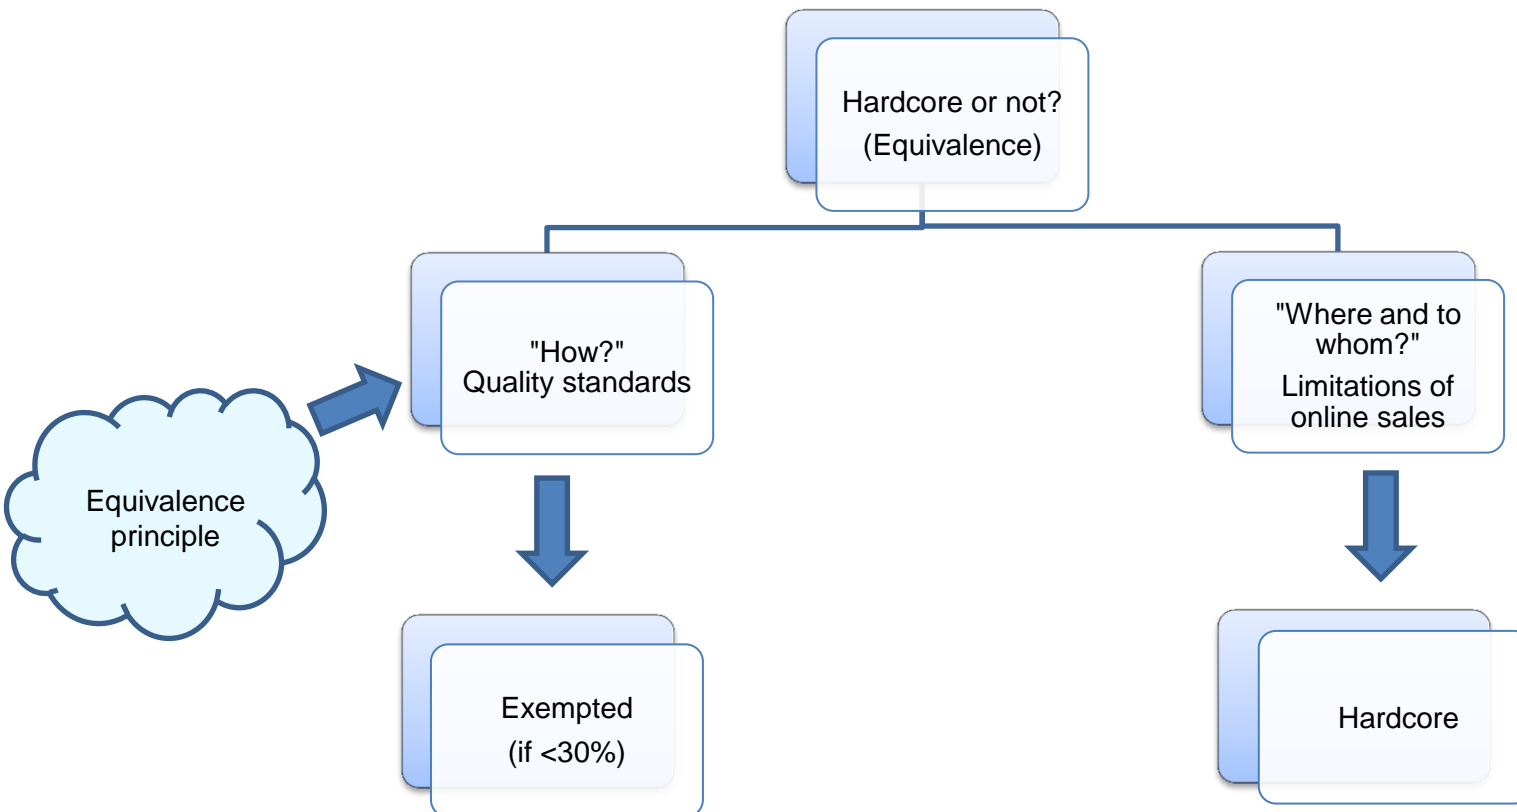 Hardcore or not?
(Equivalence)
"How?"
Quality standards
"Where and to
whom?"
Limitations of
online sales
Equivalence
principle
Exempted
(if <30%)
Hardcore